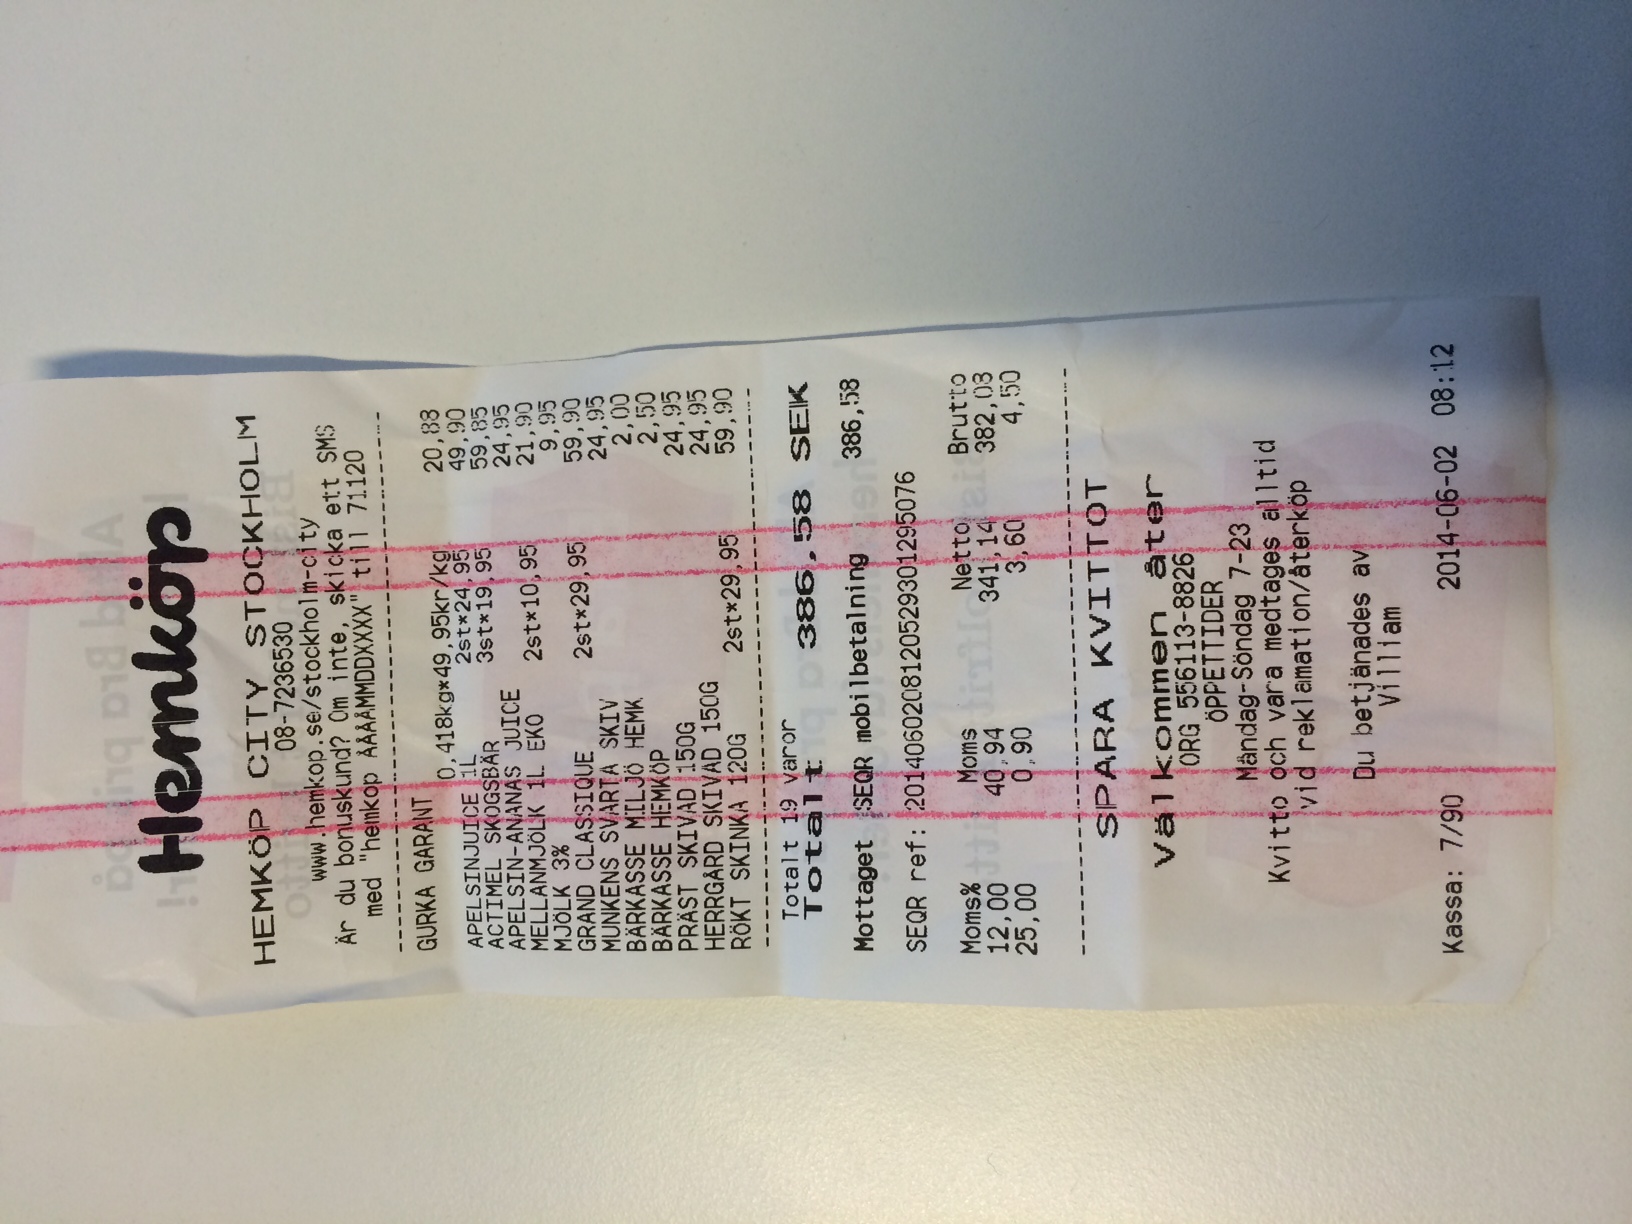 Hemköp
HEMKÖP CITY STOCKHOLM
08-7236530
www.hemkop.se/stockholm-city
Är du bonuskund? Om inte, skicka ett SMS
med "hemkop ÅÅÅÅMMDDXXXX" till 71120
GURKA GARANT
0,418kg*49,95kr/kg 20,88
APELSINJUICE 1L 2st*24,95 49,90
ACTIMEL SKOGSBÄR 3st*19,95 59,85
APELSIN-ANANAS JUICE 24,95
MELLANMJÖLK 1L EKO 2st*10,95 21,90
MJÖLK 3% 9,95
GRAND CLASSIQUE 2st*29,95 59,90
MUNKENS SVARTA SKIV 24,95
BÄRKASSE MILJÖ HEMK 2,00
BÄRKASSE HEMKÖP 2,50
PRÄST SKIVAD 150G 24,95
HERRGÅRD SKIVAD 150G 24,95
RÖKT SKINKA 120G 2st*29,95 59,90
Totalt 19 varor
Totalt 386,58 SEK
Mottaget SEQR mobilbetalning 386,58
SEQR ref: 2014060208120529301295076
Moms% Moms Netto Brutto
12,00 40,94 341,14 382,08
25,00 0,90 3,60 4,50
SPARA KVITTOT
Välkommen åter
ORG 556113-8826
ÖPPETTIDER
Måndag-Söndag 7-23
Kvitto och vara medtages alltid
vid reklamation/återköp
Du betjänades av
Villiam
Kassa: 7/90 2014-06-02 08:12